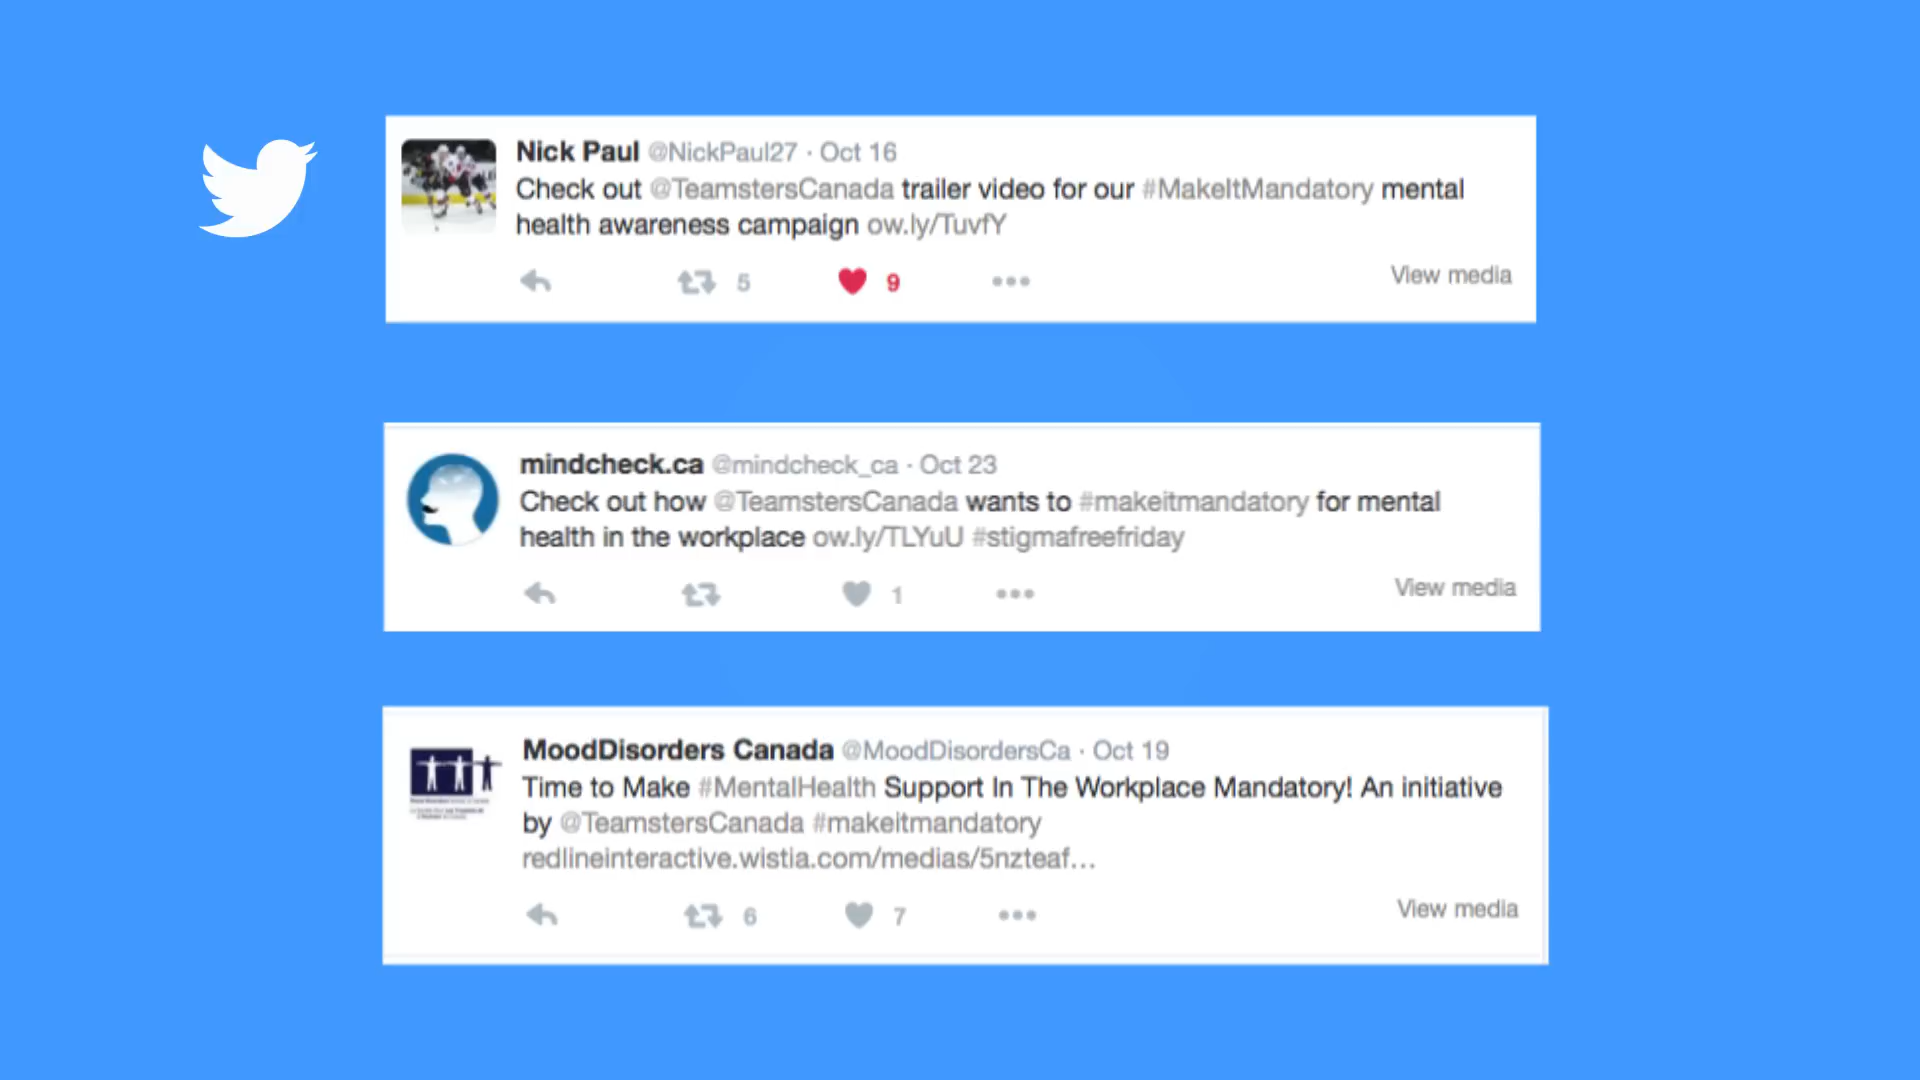 Nick Paul @NickPaul27 · Oct 16
Check out @TeamstersCanada trailer video for our #MakeItMandatory mental
health awareness campaign ow.ly/TuvfY
5 9 View media
mindcheck.ca @mindcheck_ca · Oct 23
Check out how @TeamstersCanada wants to #makeitmandatory for mental
health in the workplace ow.ly/TLYuU #stigmafreefriday
1 View media
MoodDisorders Canada @MoodDisordersCa · Oct 19
Time to Make #MentalHealth Support In The Workplace Mandatory! An initiative
by @TeamstersCanada #makeitmandatory
redlineinteractive.wistia.com/medias/5nzteaf...
6 7 View media